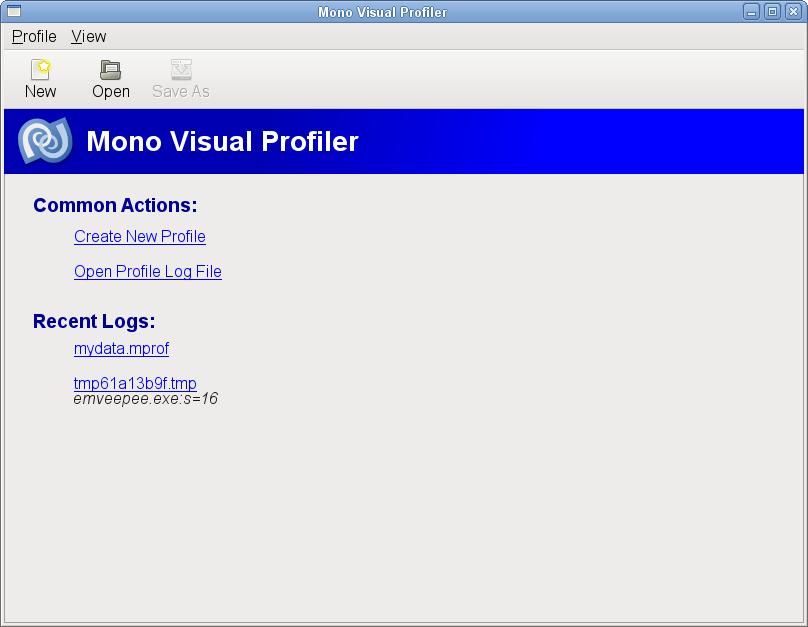 Mono Visual Profiler
Profile View
New Open Save As
Mono Visual Profiler
Common Actions:
Create New Profile
Open Profile Log File
Recent Logs:
mydata.mprof
tmp61a13b9f.tmp
emveepee.exe:s=16